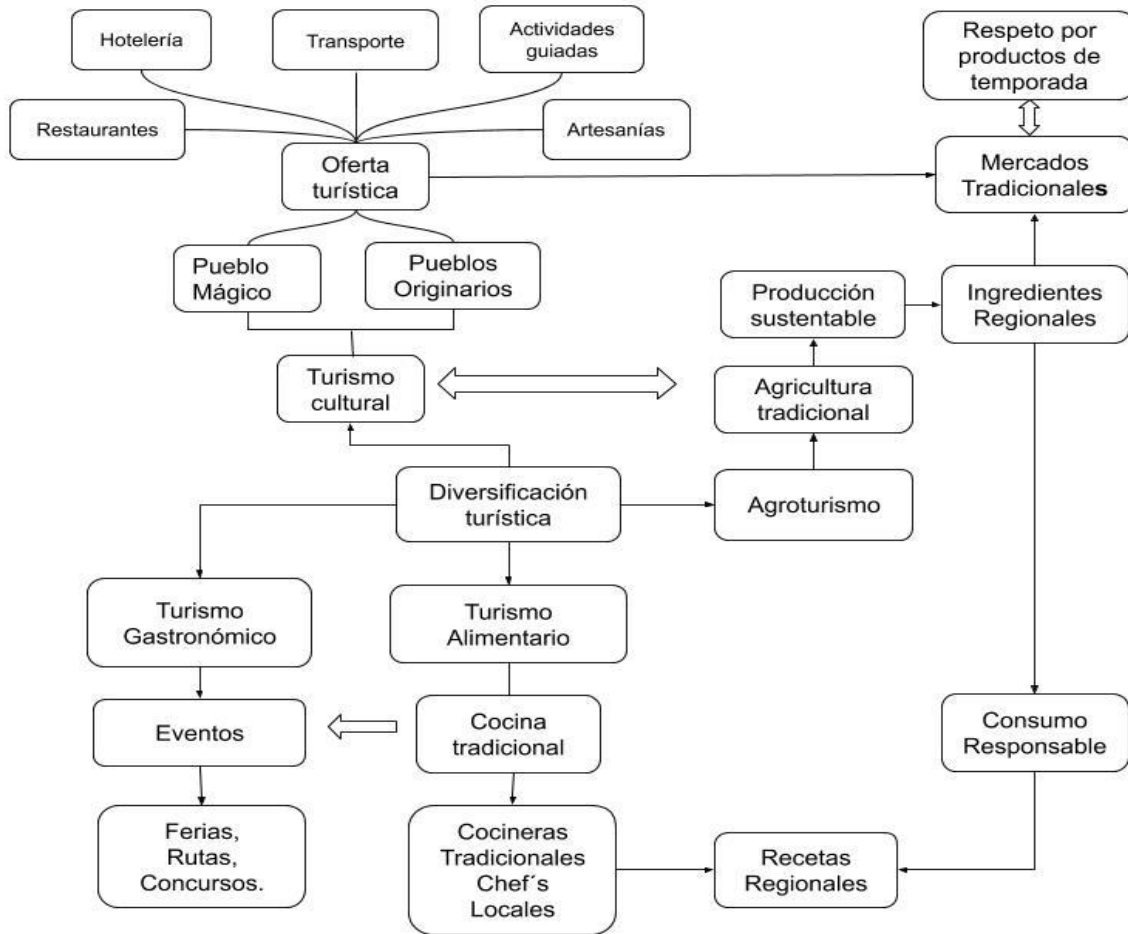 Hotelería
Transporte
Actividades
guiadas
Respeto por
productos de
temporada
Restaurantes
Artesanías
Oferta
turística
Mercados
Tradicionales
Pueblo
Mágico
Pueblos
Originarios
Producción
sustentable
Ingredientes
Regionales
Turismo
cultural
Agricultura
tradicional
Diversificación
turística
Agroturismo
Turismo
Gastronómico
Turismo
Alimentario
Eventos
Cocina
tradicional
Consumo
Responsable
Ferias,
Rutas,
Concursos.
Cocineras
Tradicionales
Chef´s
Locales
Recetas
Regionales